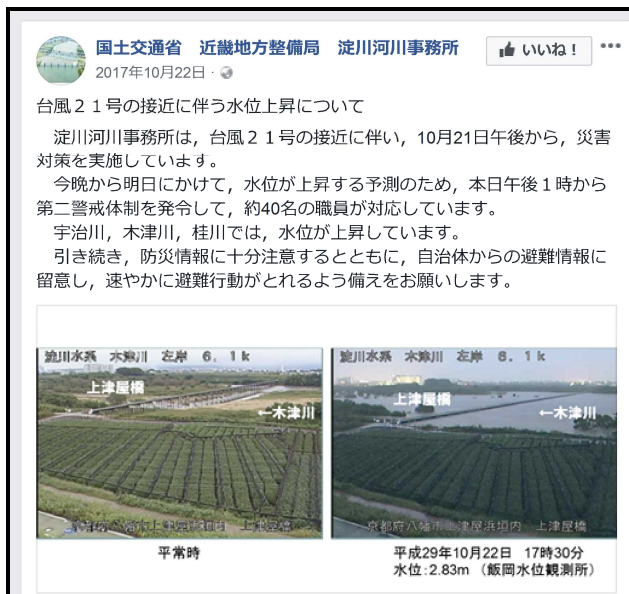 国土交通省　近畿地方整備局　淀川河川事務所
いいね！
2017年10月22日
台風２１号の接近に伴う水位上昇について
淀川河川事務所は，台風２１号の接近に伴い，10月21日午後から，災害
対策を実施しています。
今晩から明日にかけて，水位が上昇する予測のため，本日午後１時から
第二警戒体制を発令して，約40名の職員が対応しています。
宇治川，木津川，桂川では，水位が上昇しています。
引き続き，防災情報に十分注意するとともに，自治体からの避難情報に
留意し，速やかに避難行動がとれるよう備えをお願いします。
淀川水系　木津川　左岸　６．１ｋ
上津屋橋
←木津川
京都府八幡市上津屋浜垣内　上津屋橋
平常時
淀川水系　木津川　左岸　６．１ｋ
上津屋橋
←木津川
京都府八幡市上津屋浜垣内　上津屋橋
平成29年10月22日　17時30分
水位：2.83m　（飯岡水位観測所）